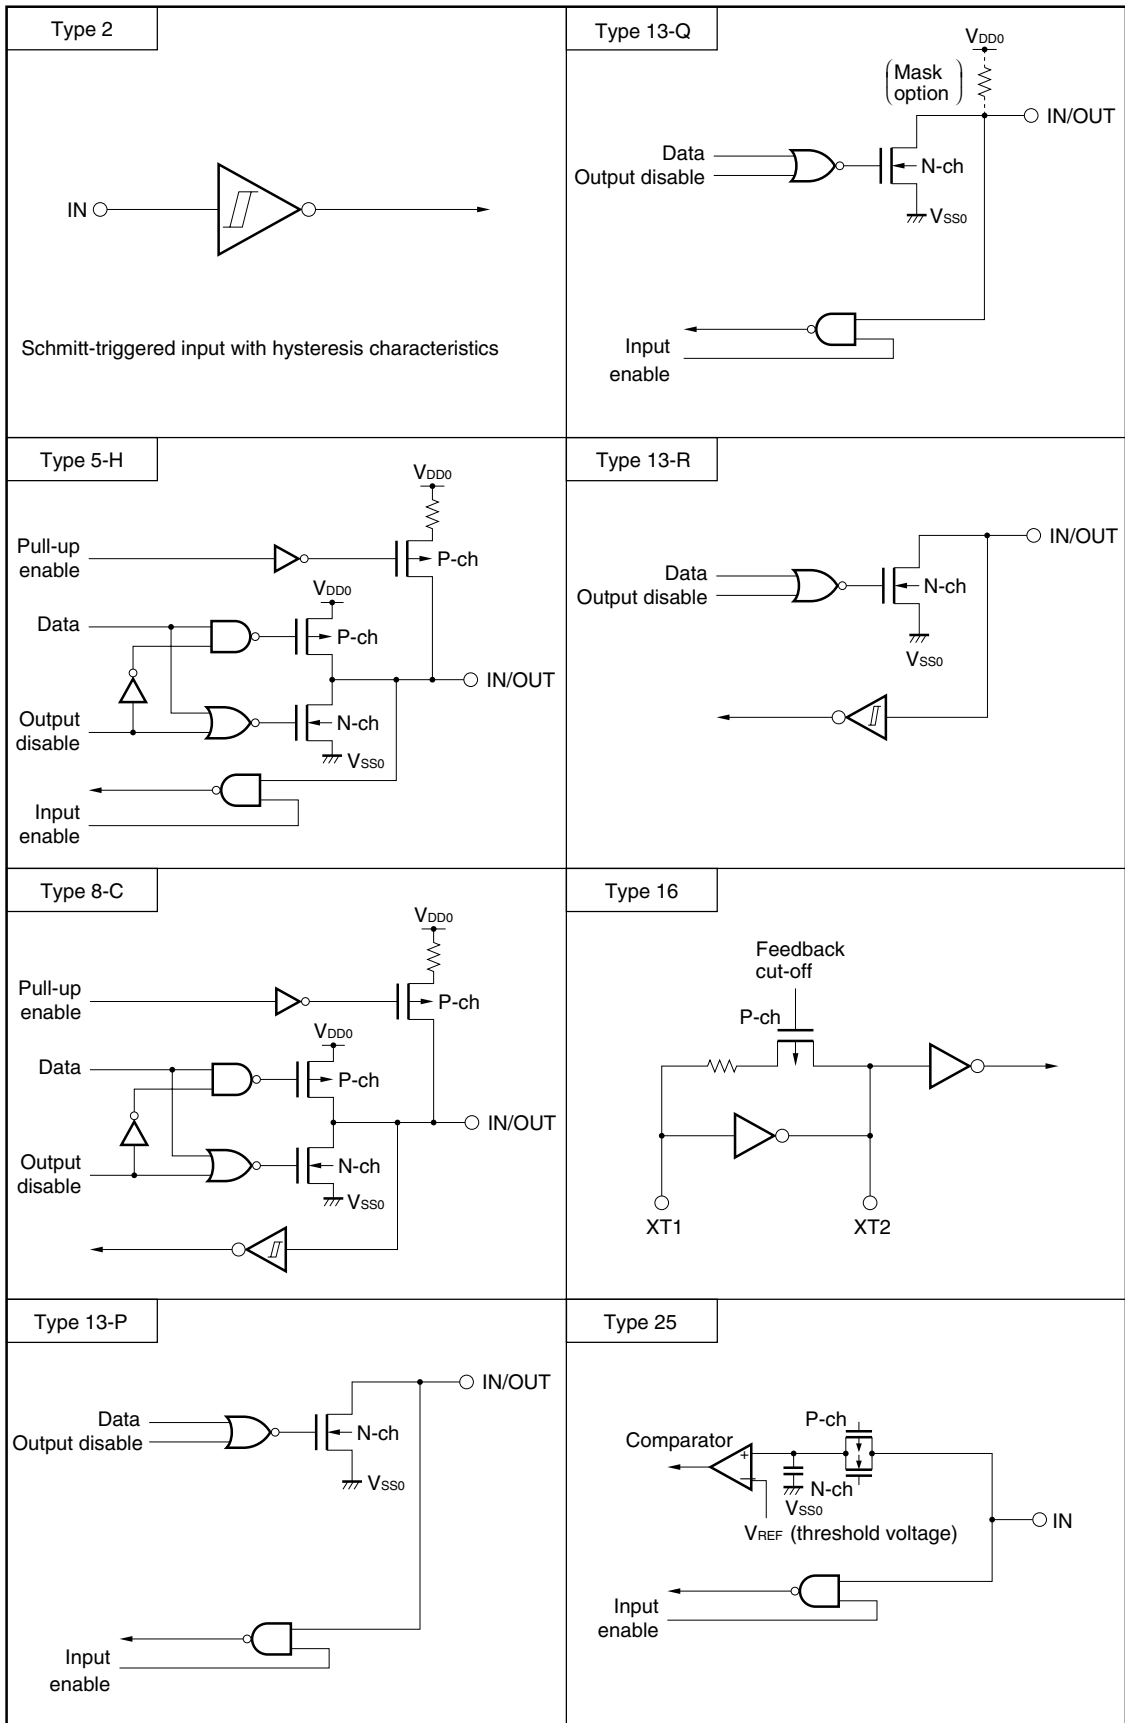 Type 2
IN
Schmitt-triggered input with hysteresis characteristics
Type 13-Q
VDD0
(Mask
option)
IN/OUT
Data
Output disable
N-ch
VSS0
Input
enable
Type 5-H
VDD0
Pull-up
enable
P-ch
VDD0
Data
P-ch
IN/OUT
Output
disable
N-ch
VSS0
Input
enable
Type 13-R
IN/OUT
Data
Output disable
N-ch
VSS0
Type 8-C
VDD0
Pull-up
enable
P-ch
VDD0
Data
P-ch
IN/OUT
Output
disable
N-ch
VSS0
Type 16
Feedback
cut-off
P-ch
XT1
XT2
Type 13-P
IN/OUT
Data
Output disable
N-ch
VSS0
Input
enable
Type 25
P-ch
Comparator
+
−
N-ch
VSS0
VREF (threshold voltage)
IN
Input
enable